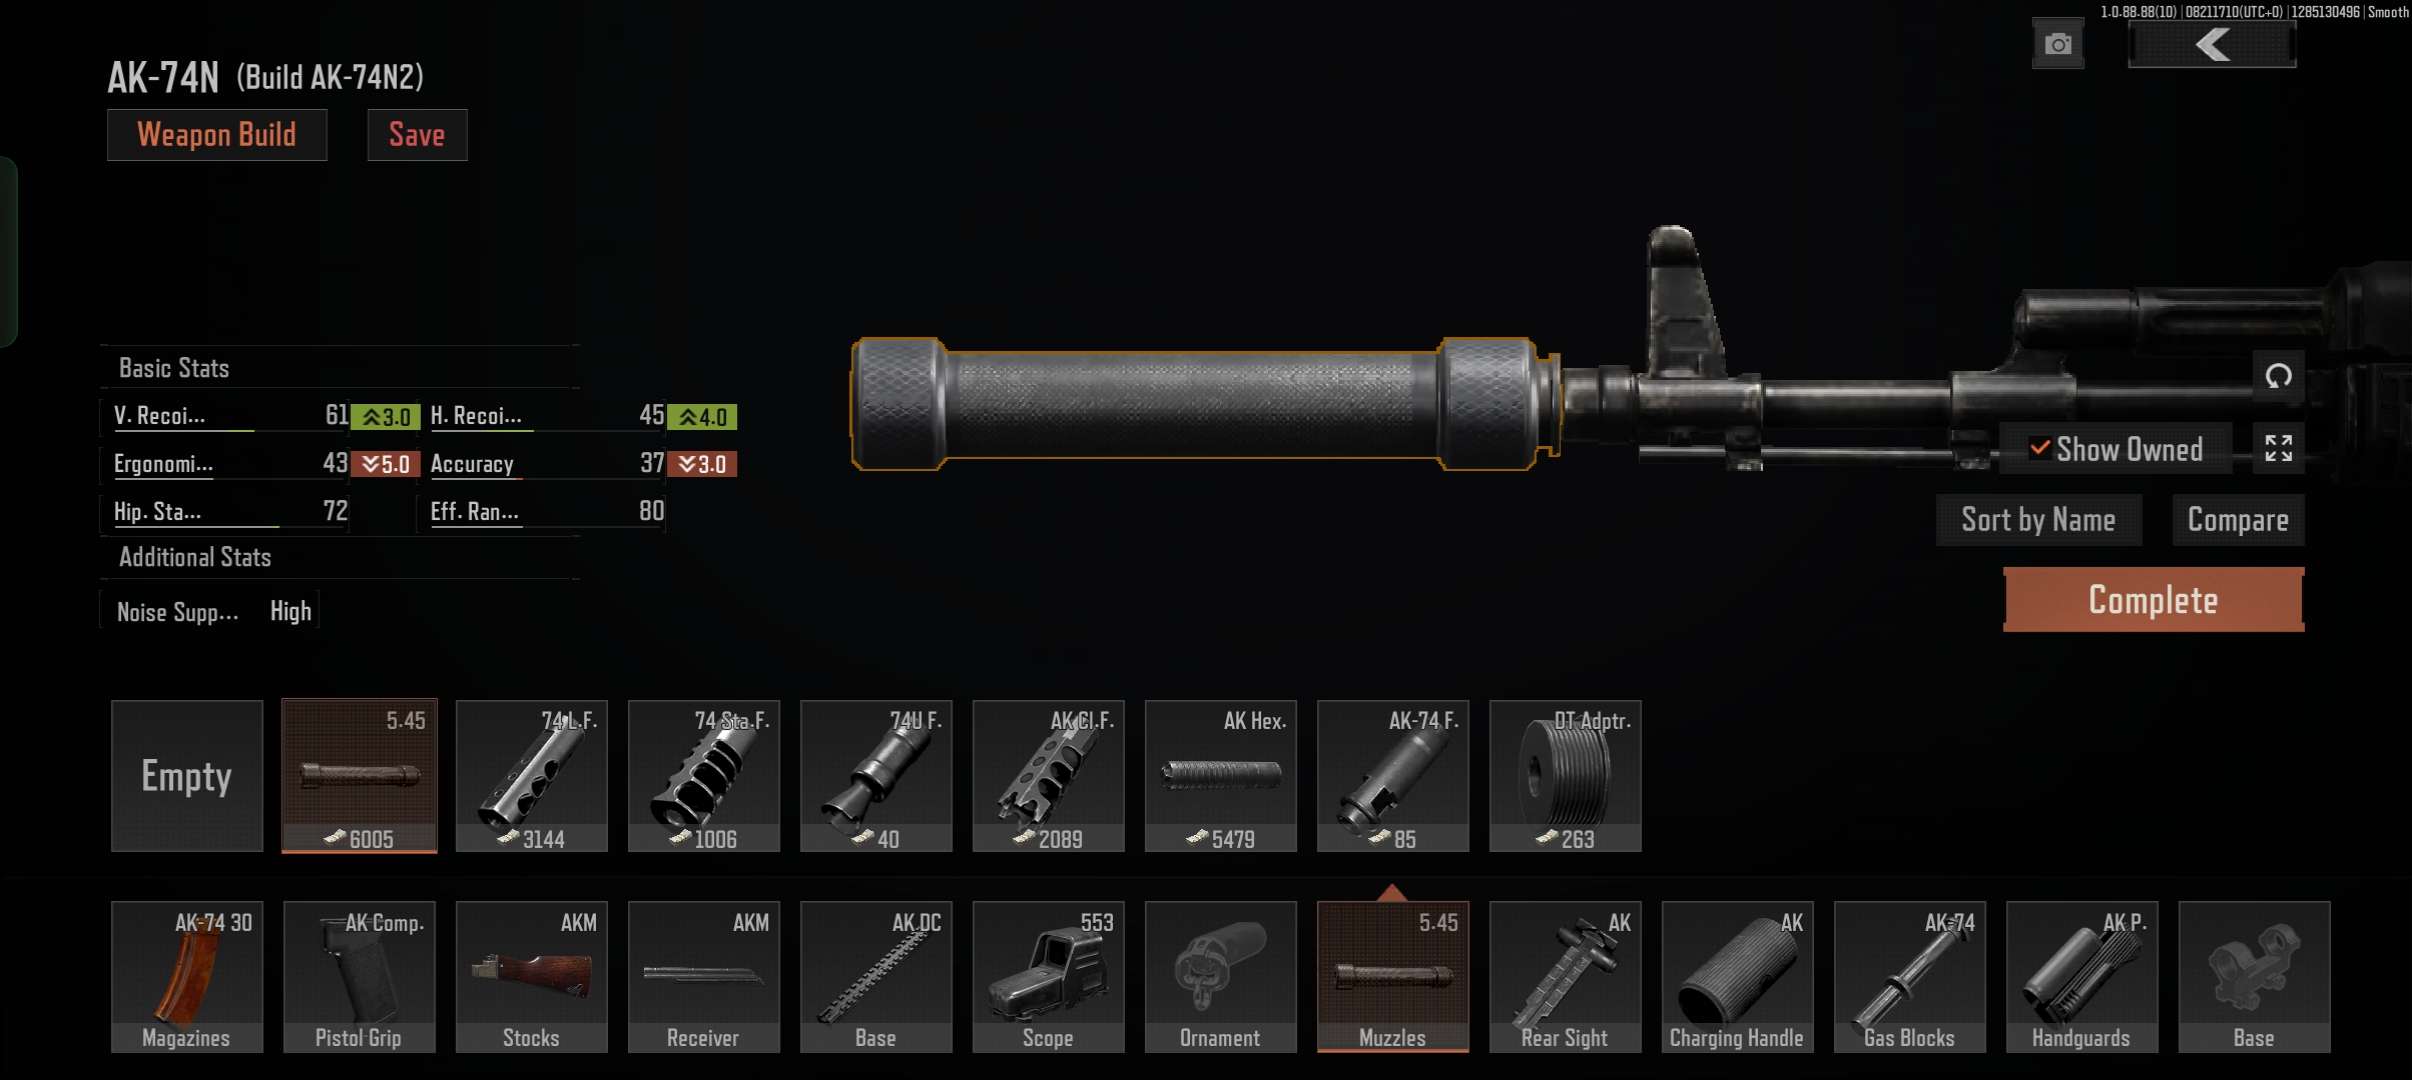 1.0.88.88(10) | 08211710(UTC+0) | 1285130496 | Smooth
AK-74N (Build AK-74N2)
Weapon Build
Save
Basic Stats
V. Recoi... 61 3.0 H. Recoi... 45 4.0
Ergonomi... 43 5.0 Accuracy 37 3.0
Hip. Sta... 72 Eff. Ran... 80
Additional Stats
Noise Supp... High
Show Owned
Sort by Name
Compare
Complete
Empty
5.45
6005
74 L.F.
3144
74 Sta.F.
1006
74U F.
40
AK Cl.F.
2089
AK Hex.
5479
AK-74 F.
85
DT Adptr.
263
AK-74 30
Magazines
AK Comp.
Pistol Grip
AKM
Stocks
AKM
Receiver
AK DC
Base
553
Scope
Ornament
5.45
Muzzles
AK
Rear Sight
AK
Charging Handle
AK-74
Gas Blocks
AK P.
Handguards
Base